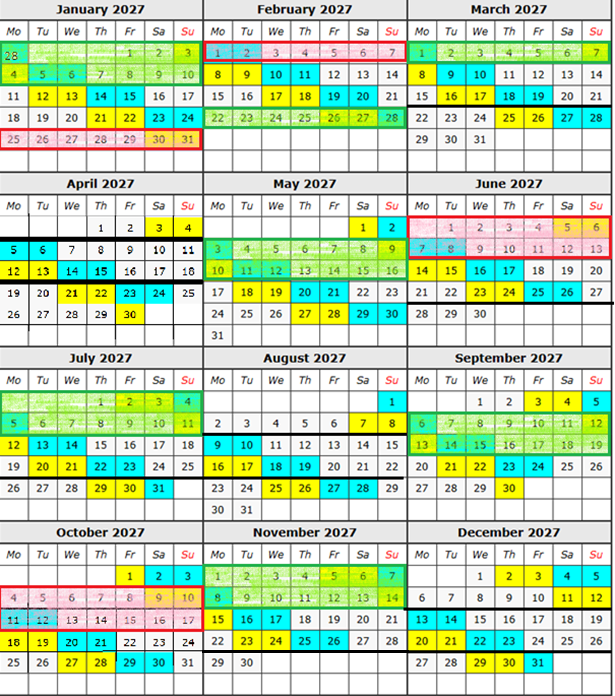 January 2027
Mo Tu We Th Fr Sa Su
28 1 2 3
4 5 6 7 8 9 10
11 12 13 14 15 16 17
18 19 20 21 22 23 24
25 26 27 28 29 30 31
February 2027
Mo Tu We Th Fr Sa Su
1 2 3 4 5 6 7
8 9 10 11 12 13 14
15 16 17 18 19 20 21
22 23 24 25 26 27 28
March 2027
Mo Tu We Th Fr Sa Su
1 2 3 4 5 6 7
8 9 10 11 12 13 14
15 16 17 18 19 20 21
22 23 24 25 26 27 28
29 30 31
April 2027
Mo Tu We Th Fr Sa Su
1 2 3 4
5 6 7 8 9 10 11
12 13 14 15 16 17 18
19 20 21 22 23 24 25
26 27 28 29 30
May 2027
Mo Tu We Th Fr Sa Su
1 2
3 4 5 6 7 8 9
10 11 12 13 14 15 16
17 18 19 20 21 22 23
24 25 26 27 28 29 30
31
June 2027
Mo Tu We Th Fr Sa Su
1 2 3 4 5 6
7 8 9 10 11 12 13
14 15 16 17 18 19 20
21 22 23 24 25 26 27
28 29 30
July 2027
Mo Tu We Th Fr Sa Su
1 2 3 4
5 6 7 8 9 10 11
12 13 14 15 16 17 18
19 20 21 22 23 24 25
26 27 28 29 30 31
August 2027
Mo Tu We Th Fr Sa Su
1
2 3 4 5 6 7 8
9 10 11 12 13 14 15
16 17 18 19 20 21 22
23 24 25 26 27 28 29
30 31
September 2027
Mo Tu We Th Fr Sa Su
1 2 3 4 5
6 7 8 9 10 11 12
13 14 15 16 17 18 19
20 21 22 23 24 25 26
27 28 29 30
October 2027
Mo Tu We Th Fr Sa Su
1 2 3
4 5 6 7 8 9 10
11 12 13 14 15 16 17
18 19 20 21 22 23 24
25 26 27 28 29 30 31
November 2027
Mo Tu We Th Fr Sa Su
1 2 3 4 5 6 7
8 9 10 11 12 13 14
15 16 17 18 19 20 21
22 23 24 25 26 27 28
29 30
December 2027
Mo Tu We Th Fr Sa Su
1 2 3 4 5
6 7 8 9 10 11 12
13 14 15 16 17 18 19
20 21 22 23 24 25 26
27 28 29 30 31